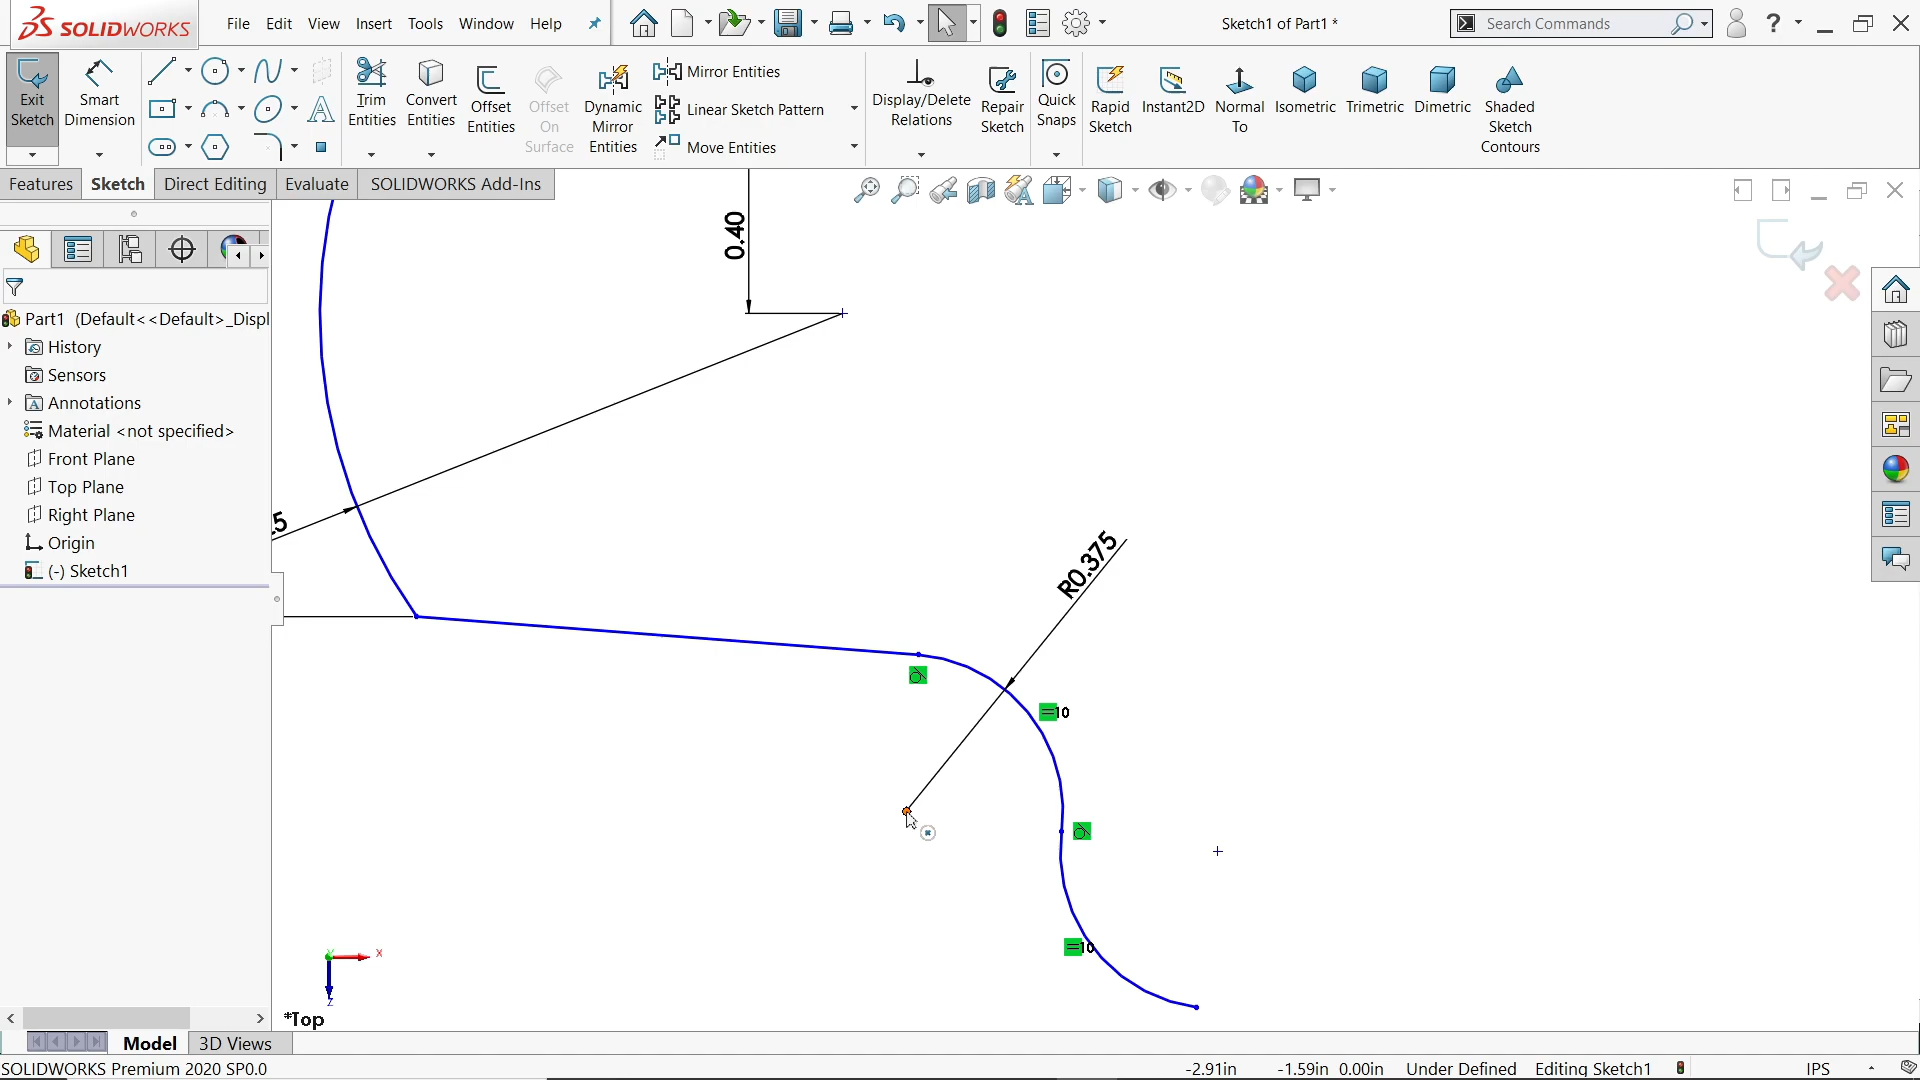 SOLIDWORKS
File Edit View Insert Tools Window Help
Sketch1 of Part1 *
Search Commands
?
Exit Sketch
Smart Dimension
Trim Entities
Convert Entities
Offset Entities
Offset On Surface
Dynamic Mirror Entities
Mirror Entities
Linear Sketch Pattern
Move Entities
Display/Delete Relations
Repair Sketch
Quick Snaps
Rapid Sketch
Instant2D
Normal To
Isometric
Trimetric
Dimetric
Shaded Sketch Contours
Features Sketch Direct Editing Evaluate SOLIDWORKS Add-Ins
Part1 (Default<<Default>_Displ
History
Sensors
Annotations
Material <not specified>
Front Plane
Top Plane
Right Plane
Origin
(-) Sketch1
0.40
5
R0.375
10
10
X
Y
Z
*Top
Model 3D Views
SOLIDWORKS Premium 2020 SP0.0
-2.91in -1.59in 0.00in Under Defined Editing Sketch1 IPS